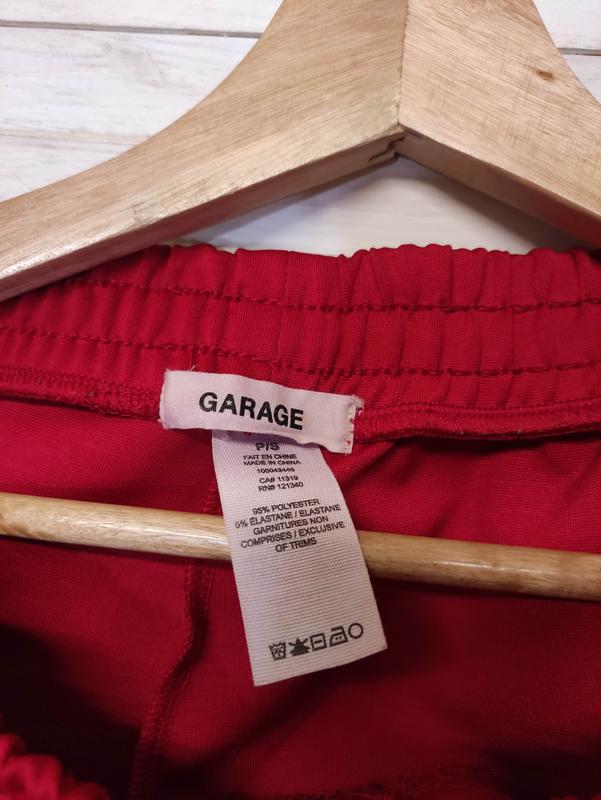 GARAGE
P/S
FAIT EN CHINE
MADE IN CHINA
100043446
CA# 11319
RN# 121340
95% POLYESTER
5% ÉLASTANE / ELASTANE
GARNITURES NON
COMPRISES / EXCLUSIVE
OF TRIMS